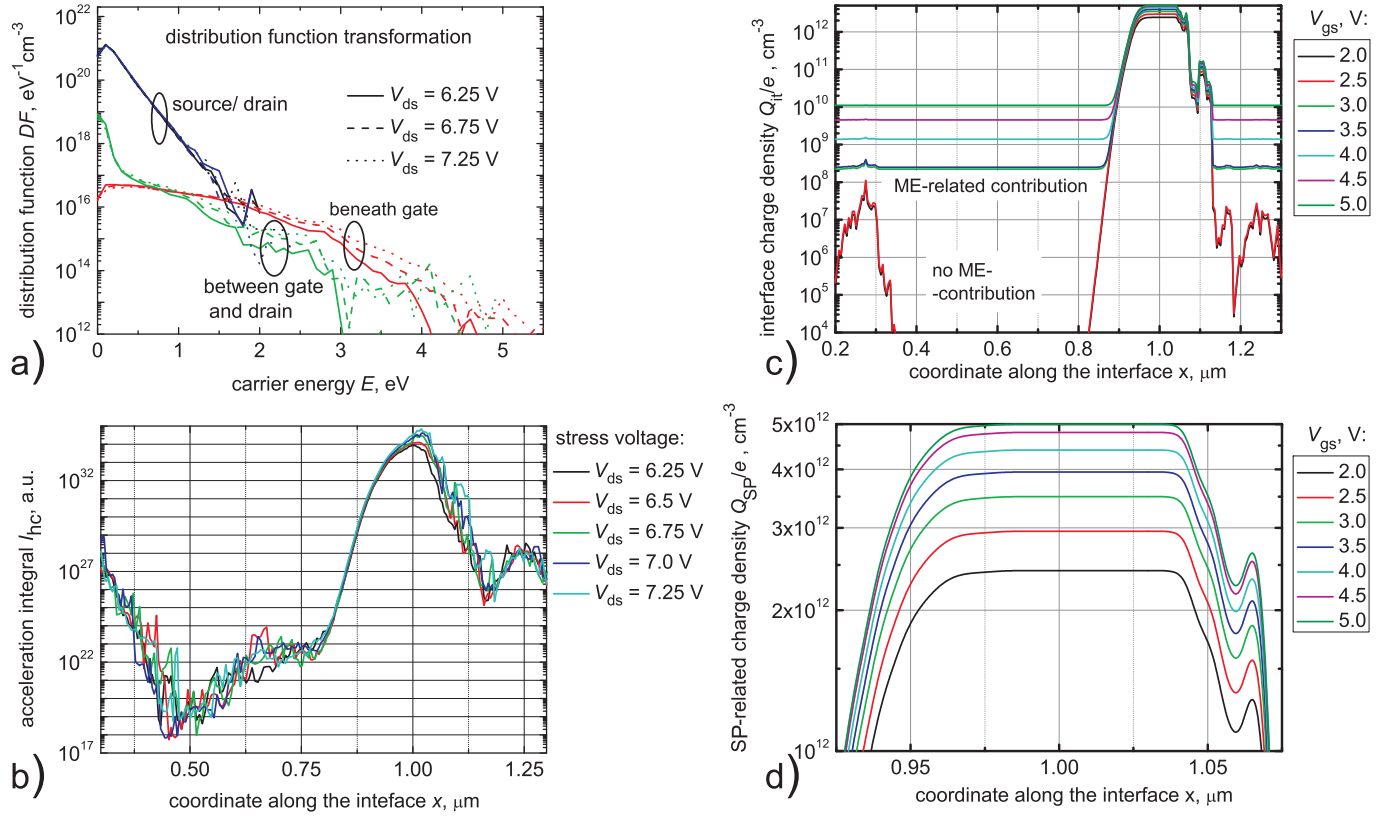 distribution function DF, eV⁻¹cm⁻³
10²²
10²⁰
10¹⁸
10¹⁶
10¹⁴
10¹²
distribution function transformation
source/ drain
V_ds = 6.25 V
V_ds = 6.75 V
V_ds = 7.25 V
beneath gate
between gate
and drain
0 1 2 3 4 5
carrier energy E, eV
a)
interface charge density Q_it/e , cm⁻³
10¹²
10¹¹
10¹⁰
10⁹
10⁸
10⁷
10⁶
10⁵
10⁴
ME-related contribution
no ME-
-contribution
0.2 0.4 0.6 0.8 1.0 1.2
coordinate along the interface x, μm
c)
V_gs, V:
2.0
2.5
3.0
3.5
4.0
4.5
5.0
acceleration integral I_hc, a.u.
10³²
10²⁷
10²²
10¹⁷
0.50 0.75 1.00 1.25
coordinate along the inteface x, μm
b)
stress voltage:
V_ds = 6.25 V
V_ds = 6.5 V
V_ds = 6.75 V
V_ds = 7.0 V
V_ds = 7.25 V
SP-related charge density Q_SP/e , cm⁻³
5x10¹²
4x10¹²
3x10¹²
2x10¹²
10¹²
0.95 1.00 1.05
coordinate along the interface x, μm
d)
V_gs, V:
2.0
2.5
3.0
3.5
4.0
4.5
5.0